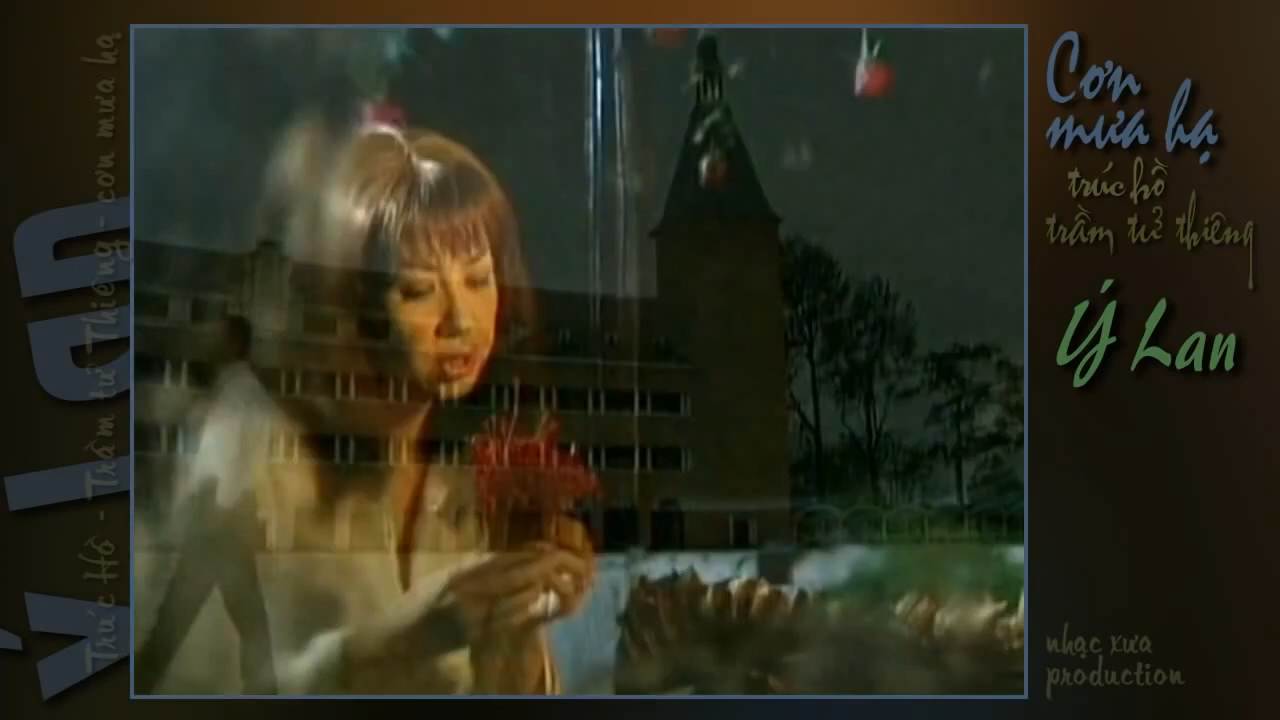 Cơn
mưa hạ
trúc hồ
trầm tử thiêng
Ý Lan
nhạc xưa
production
Trúc Hồ - Trầm tử Thiêng - cơn mưa hạ
Ý LAN